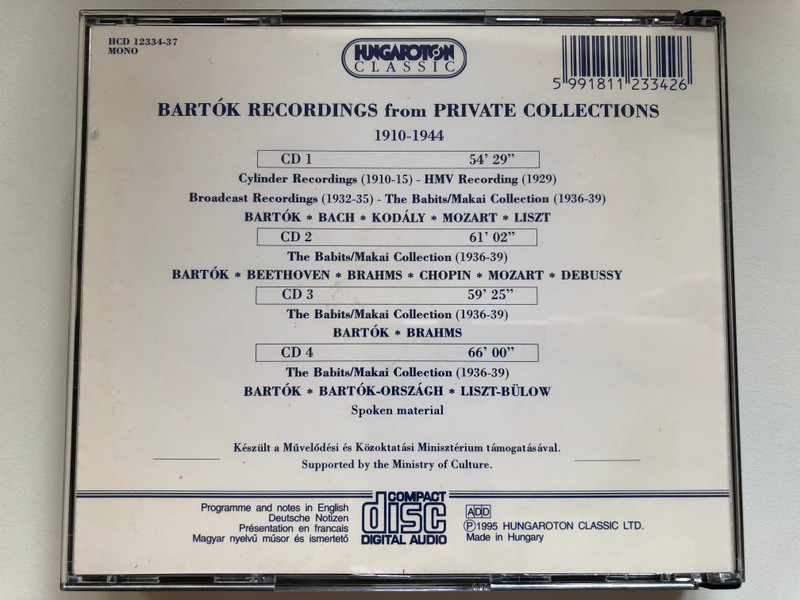 HCD 12334-37
MONO
HUNGAROTON
CLASSIC
5 991811 233426
BARTÓK RECORDINGS from PRIVATE COLLECTIONS
1910-1944
CD 1 54' 29"
Cylinder Recordings (1910-15) - HMV Recording (1929)
Broadcast Recordings (1932-35) - The Babits/Makai Collection (1936-39)
BARTÓK * BACH * KODÁLY * MOZART * LISZT
CD 2 61' 02"
The Babits/Makai Collection (1936-39)
BARTÓK * BEETHOVEN * BRAHMS * CHOPIN * MOZART * DEBUSSY
CD 3 59' 25"
The Babits/Makai Collection (1936-39)
BARTÓK * BRAHMS
CD 4 66' 00"
The Babits/Makai Collection (1936-39)
BARTÓK * BARTÓK-ORSZÁGH * LISZT-BÜLOW
Spoken material
Készült a Művelődési és Közoktatási Minisztérium támogatásával.
Supported by the Ministry of Culture.
Programme and notes in English
Deutsche Notizen
Présentation en francais
Magyar nyelvű műsor és ismertető
COMPACT
disc
DIGITAL AUDIO
ADD
Ⓟ1995 HUNGAROTON CLASSIC LTD.
Made in Hungary